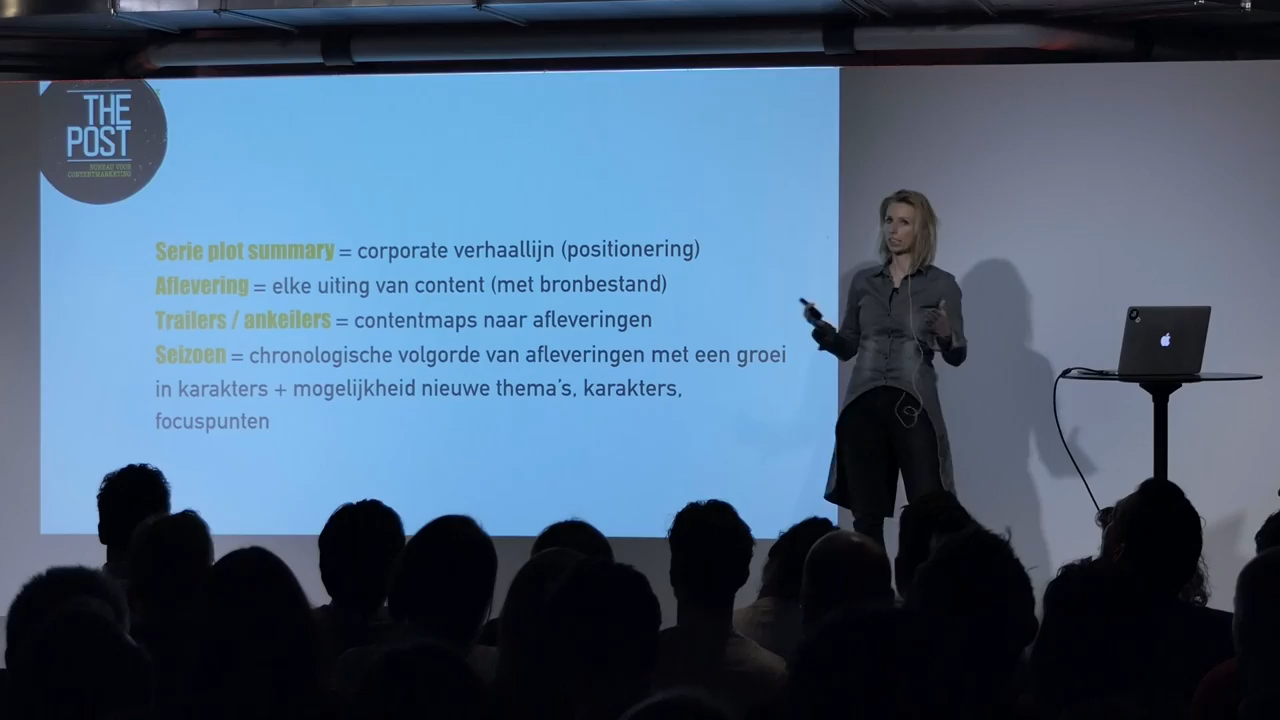 THE
POST
BUREAU VOOR
CONTENTMARKETING
Serie plot summary = corporate verhaallijn (positionering)
Aflevering = elke uiting van content (met bronbestand)
Trailers / ankeilers = contentmaps naar afleveringen
Seizoen = chronologische volgorde van afleveringen met een groei
in karakters + mogelijkheid nieuwe thema's, karakters,
focuspunten